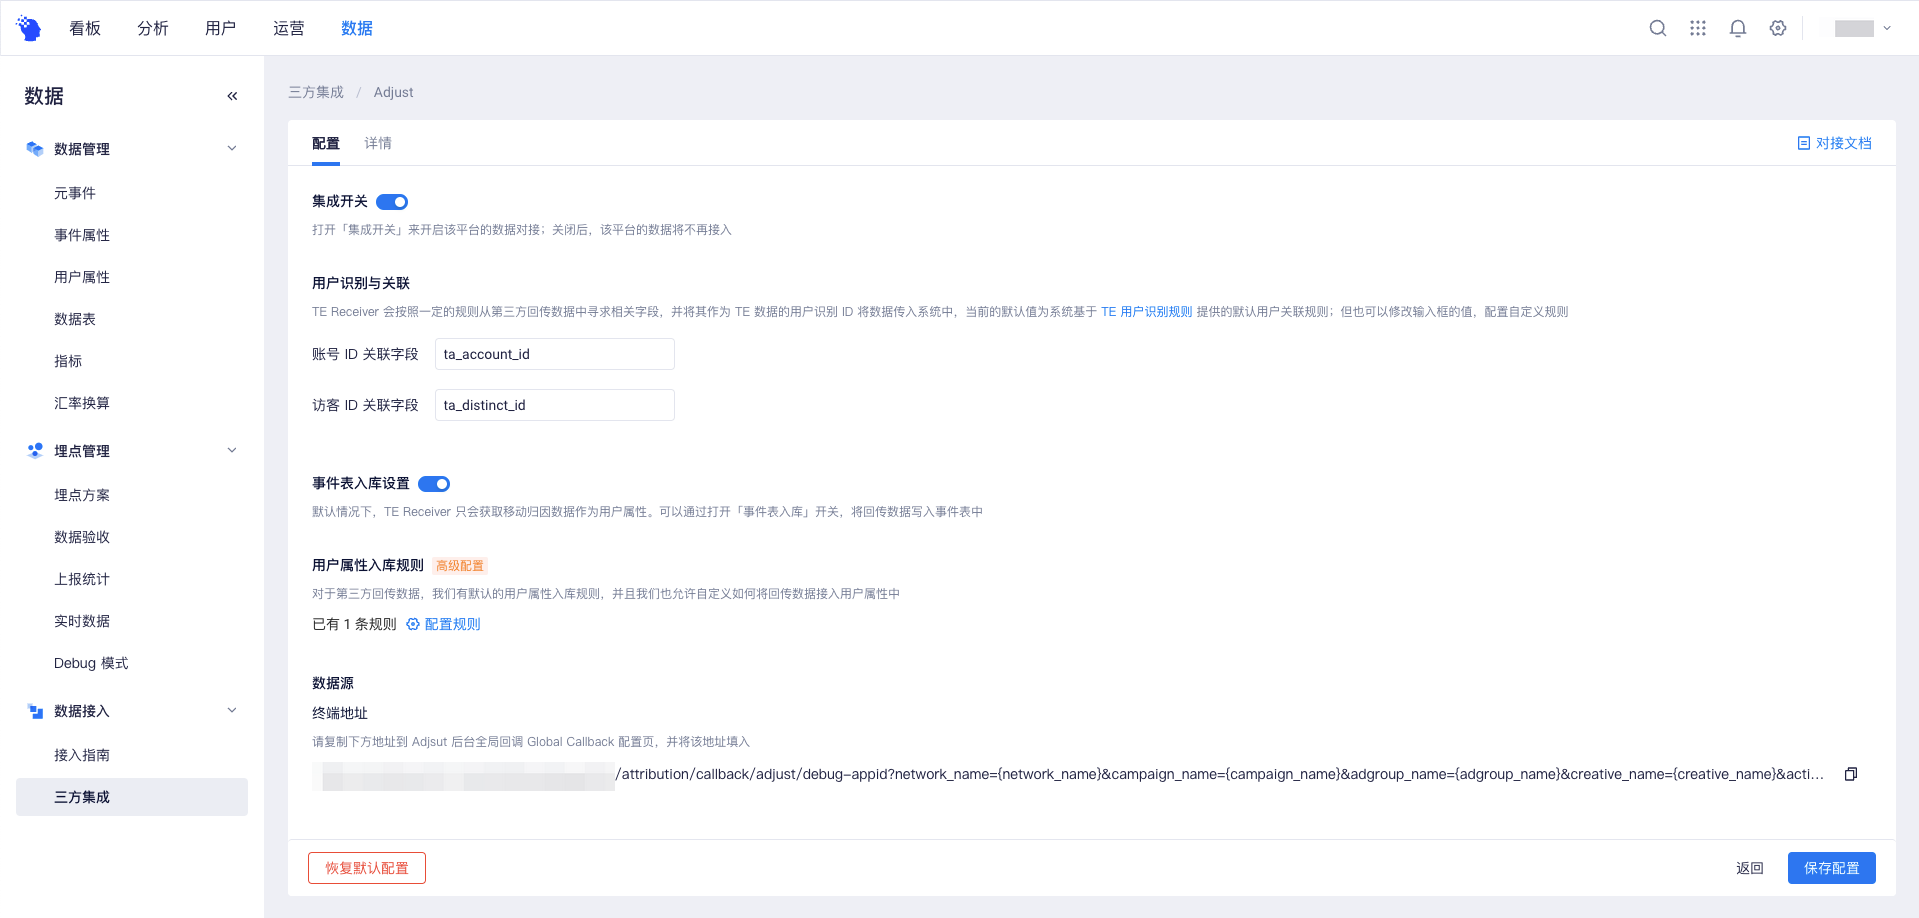 看板 分析 用户 运营 数据
数据
数据管理
元事件
事件属性
用户属性
数据表
指标
汇率换算
埋点管理
埋点方案
数据验收
上报统计
实时数据
Debug 模式
数据接入
接入指南
三方集成
三方集成 / Adjust
配置 详情 对接文档
集成开关
打开「集成开关」来开启该平台的数据对接；关闭后，该平台的数据将不再接入
用户识别与关联
TE Receiver 会按照一定的规则从第三方回传数据中寻求相关字段，并将其作为 TE 数据的用户识别 ID 将数据传入系统中，当前的默认值为系统基于 TE 用户识别规则 提供的默认用户关联规则；但也可以修改输入框的值，配置自定义规则
账号 ID 关联字段 ta_account_id
访客 ID 关联字段 ta_distinct_id
事件表入库设置
默认情况下，TE Receiver 只会获取移动归因数据作为用户属性。可以通过打开「事件表入库」开关，将回传数据写入事件表中
用户属性入库规则 高级配置
对于第三方回传数据，我们有默认的用户属性入库规则，并且我们也允许自定义如何将回传数据接入用户属性中
已有 1 条规则 配置规则
数据源
终端地址
请复制下方地址到 Adjsut 后台全局回调 Global Callback 配置页，并将该地址填入
/attribution/callback/adjust/debug-appid?network_name={network_name}&campaign_name={campaign_name}&adgroup_name={adgroup_name}&creative_name={creative_name}&acti...
恢复默认配置 返回 保存配置